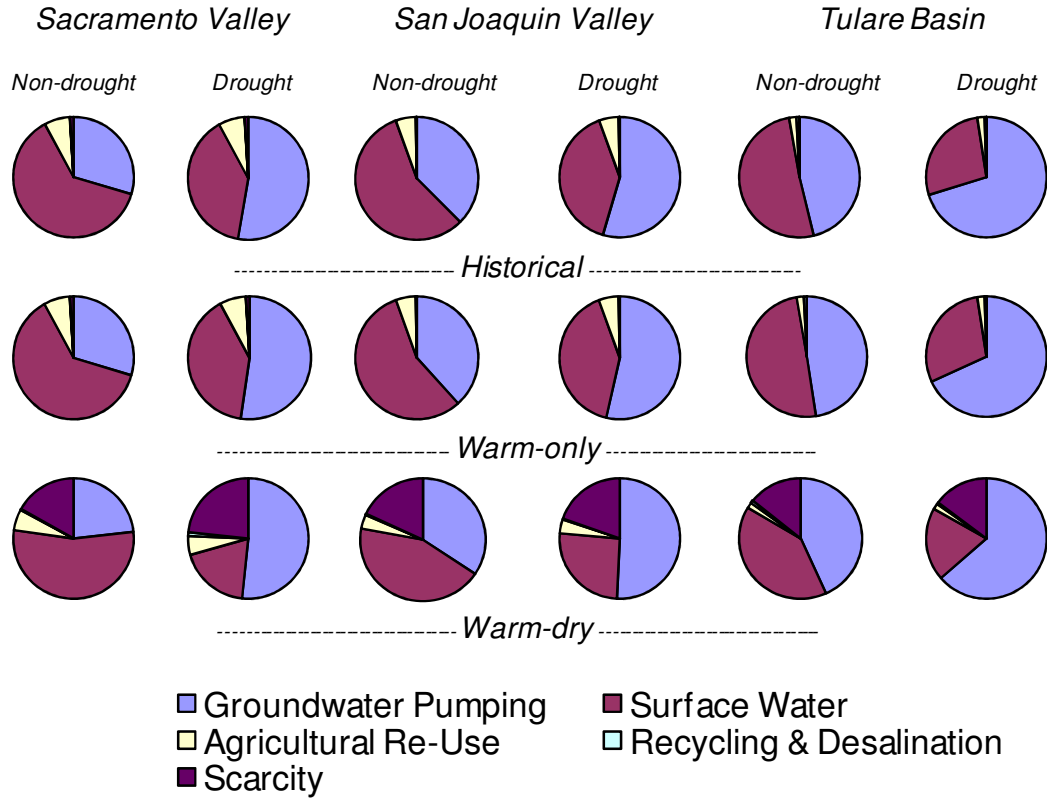 Sacramento Valley San Joaquin Valley Tulare Basin
Non-drought Drought Non-drought Drought Non-drought Drought
Historical
Warm-only
Warm-dry
Groundwater Pumping Surface Water
Agricultural Re-Use Recycling & Desalination
Scarcity